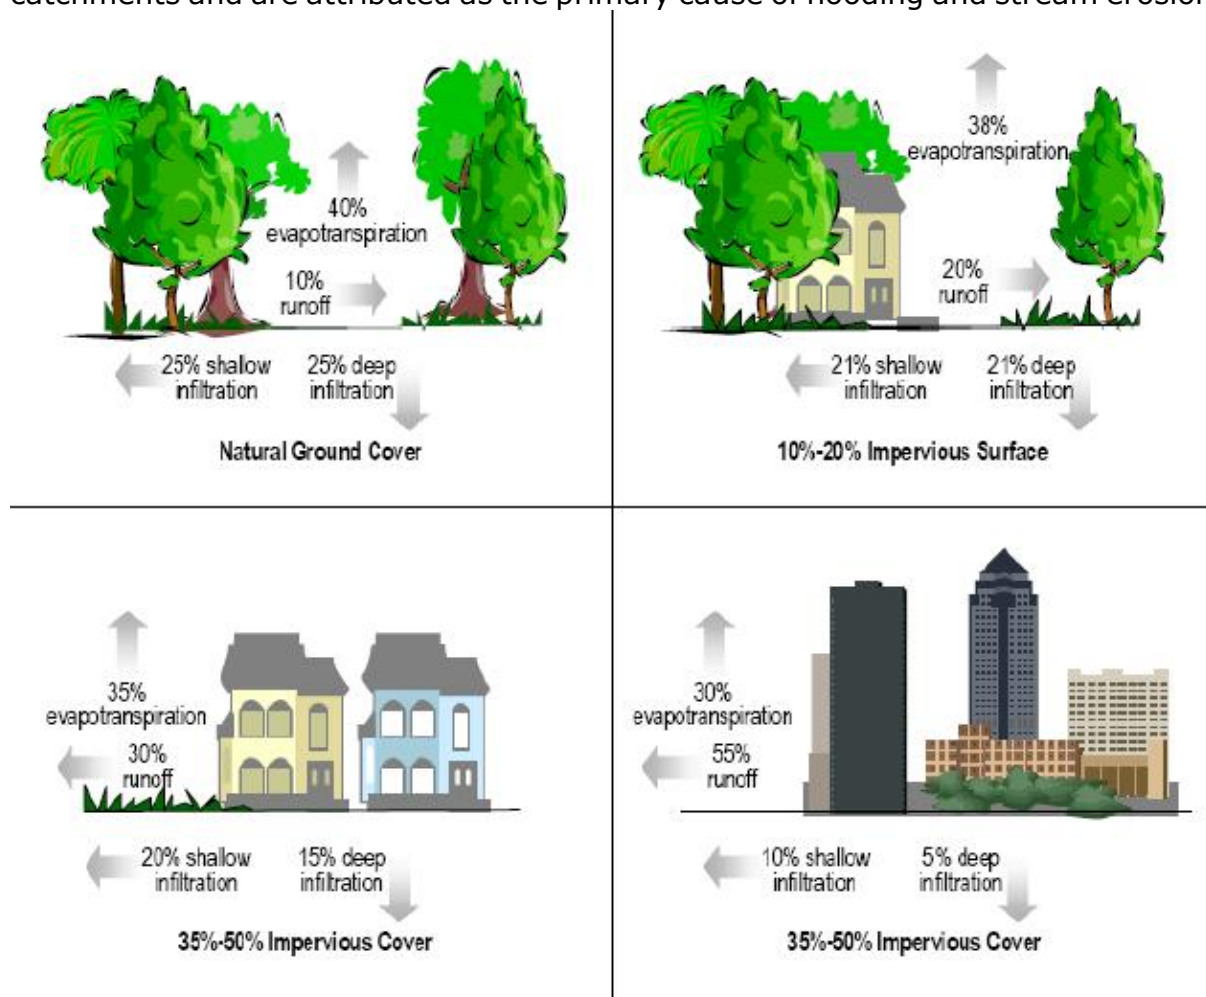 catchments and are attributed as the primary cause of flooding and stream erosion
38%
evapotranspiration
40%
evapotranspiration
10%
runoff
20%
runoff
25% shallow
infiltration
25% deep
infiltration
21% shallow
infiltration
21% deep
infiltration
Natural Ground Cover
10%-20% Impervious Surface
35%
evapotranspiration
30%
runoff
30%
evapotranspiration
55%
runoff
20% shallow
infiltration
15% deep
infiltration
10% shallow
infiltration
5% deep
infiltration
35%-50% Impervious Cover
35%-50% Impervious Cover